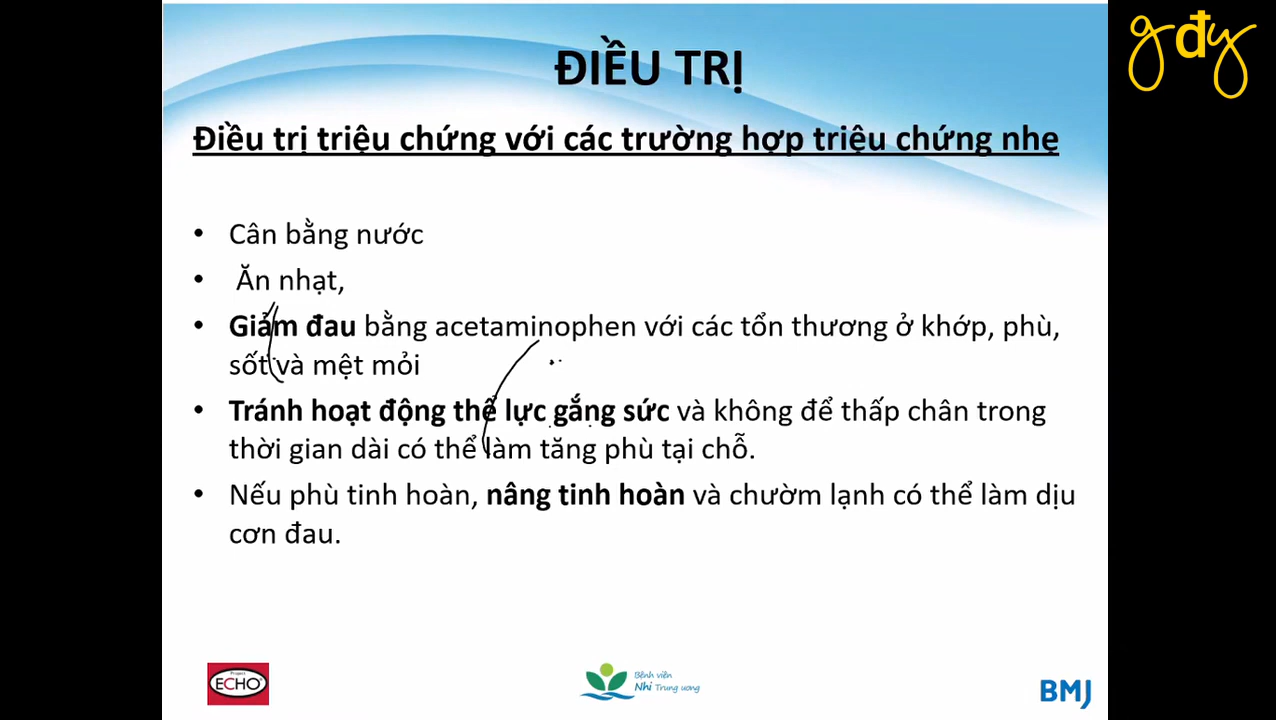 gđy
ĐIỀU TRỊ
Điều trị triệu chứng với các trường hợp triệu chứng nhẹ
• Cân bằng nước
• Ăn nhạt,
• Giảm đau bằng acetaminophen với các tổn thương ở khớp, phù,
sốt và mệt mỏi
• Tránh hoạt động thể lực gắng sức và không để thấp chân trong
thời gian dài có thể làm tăng phù tại chỗ.
• Nếu phù tinh hoàn, nâng tinh hoàn và chườm lạnh có thể làm dịu
cơn đau.
Project
ECHO
Bệnh viện
Nhi Trung ương
BMJ